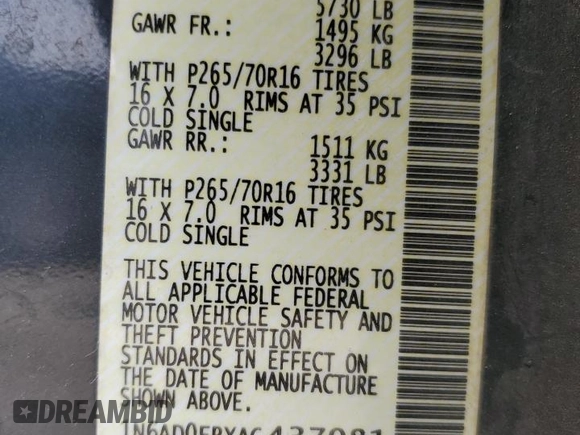 5730 LB
GAWR FR.: 1495 KG
3296 LB
WITH P265/70R16 TIRES
16 X 7.0 RIMS AT 35 PSI
COLD SINGLE
GAWR RR.: 1511 KG
3331 LB
WITH P265/70R16 TIRES
16 X 7.0 RIMS AT 35 PSI
COLD SINGLE
THIS VEHICLE CONFORMS TO
ALL APPLICABLE FEDERAL
MOTOR VEHICLE SAFETY AND
THEFT PREVENTION
STANDARDS IN EFFECT ON
THE DATE OF MANUFACTURE
SHOWN ABOVE.
DREAMBID